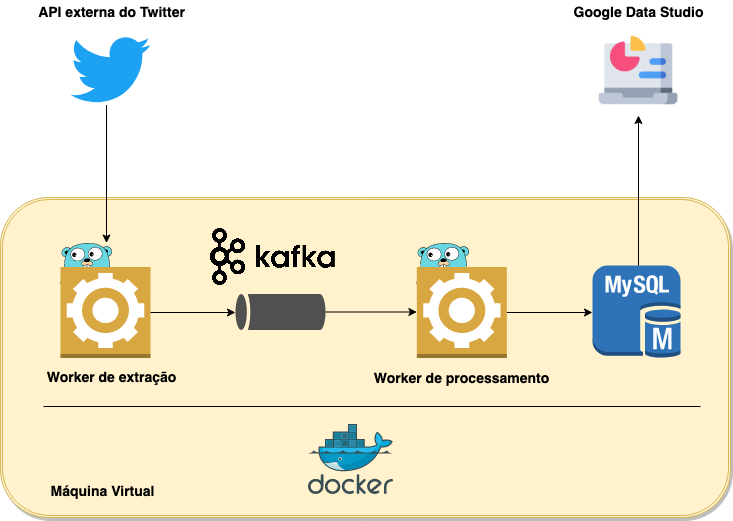 API externa do Twitter
Google Data Studio
kafka
MySQL
M
Worker de extração
Worker de processamento
docker
Máquina Virtual